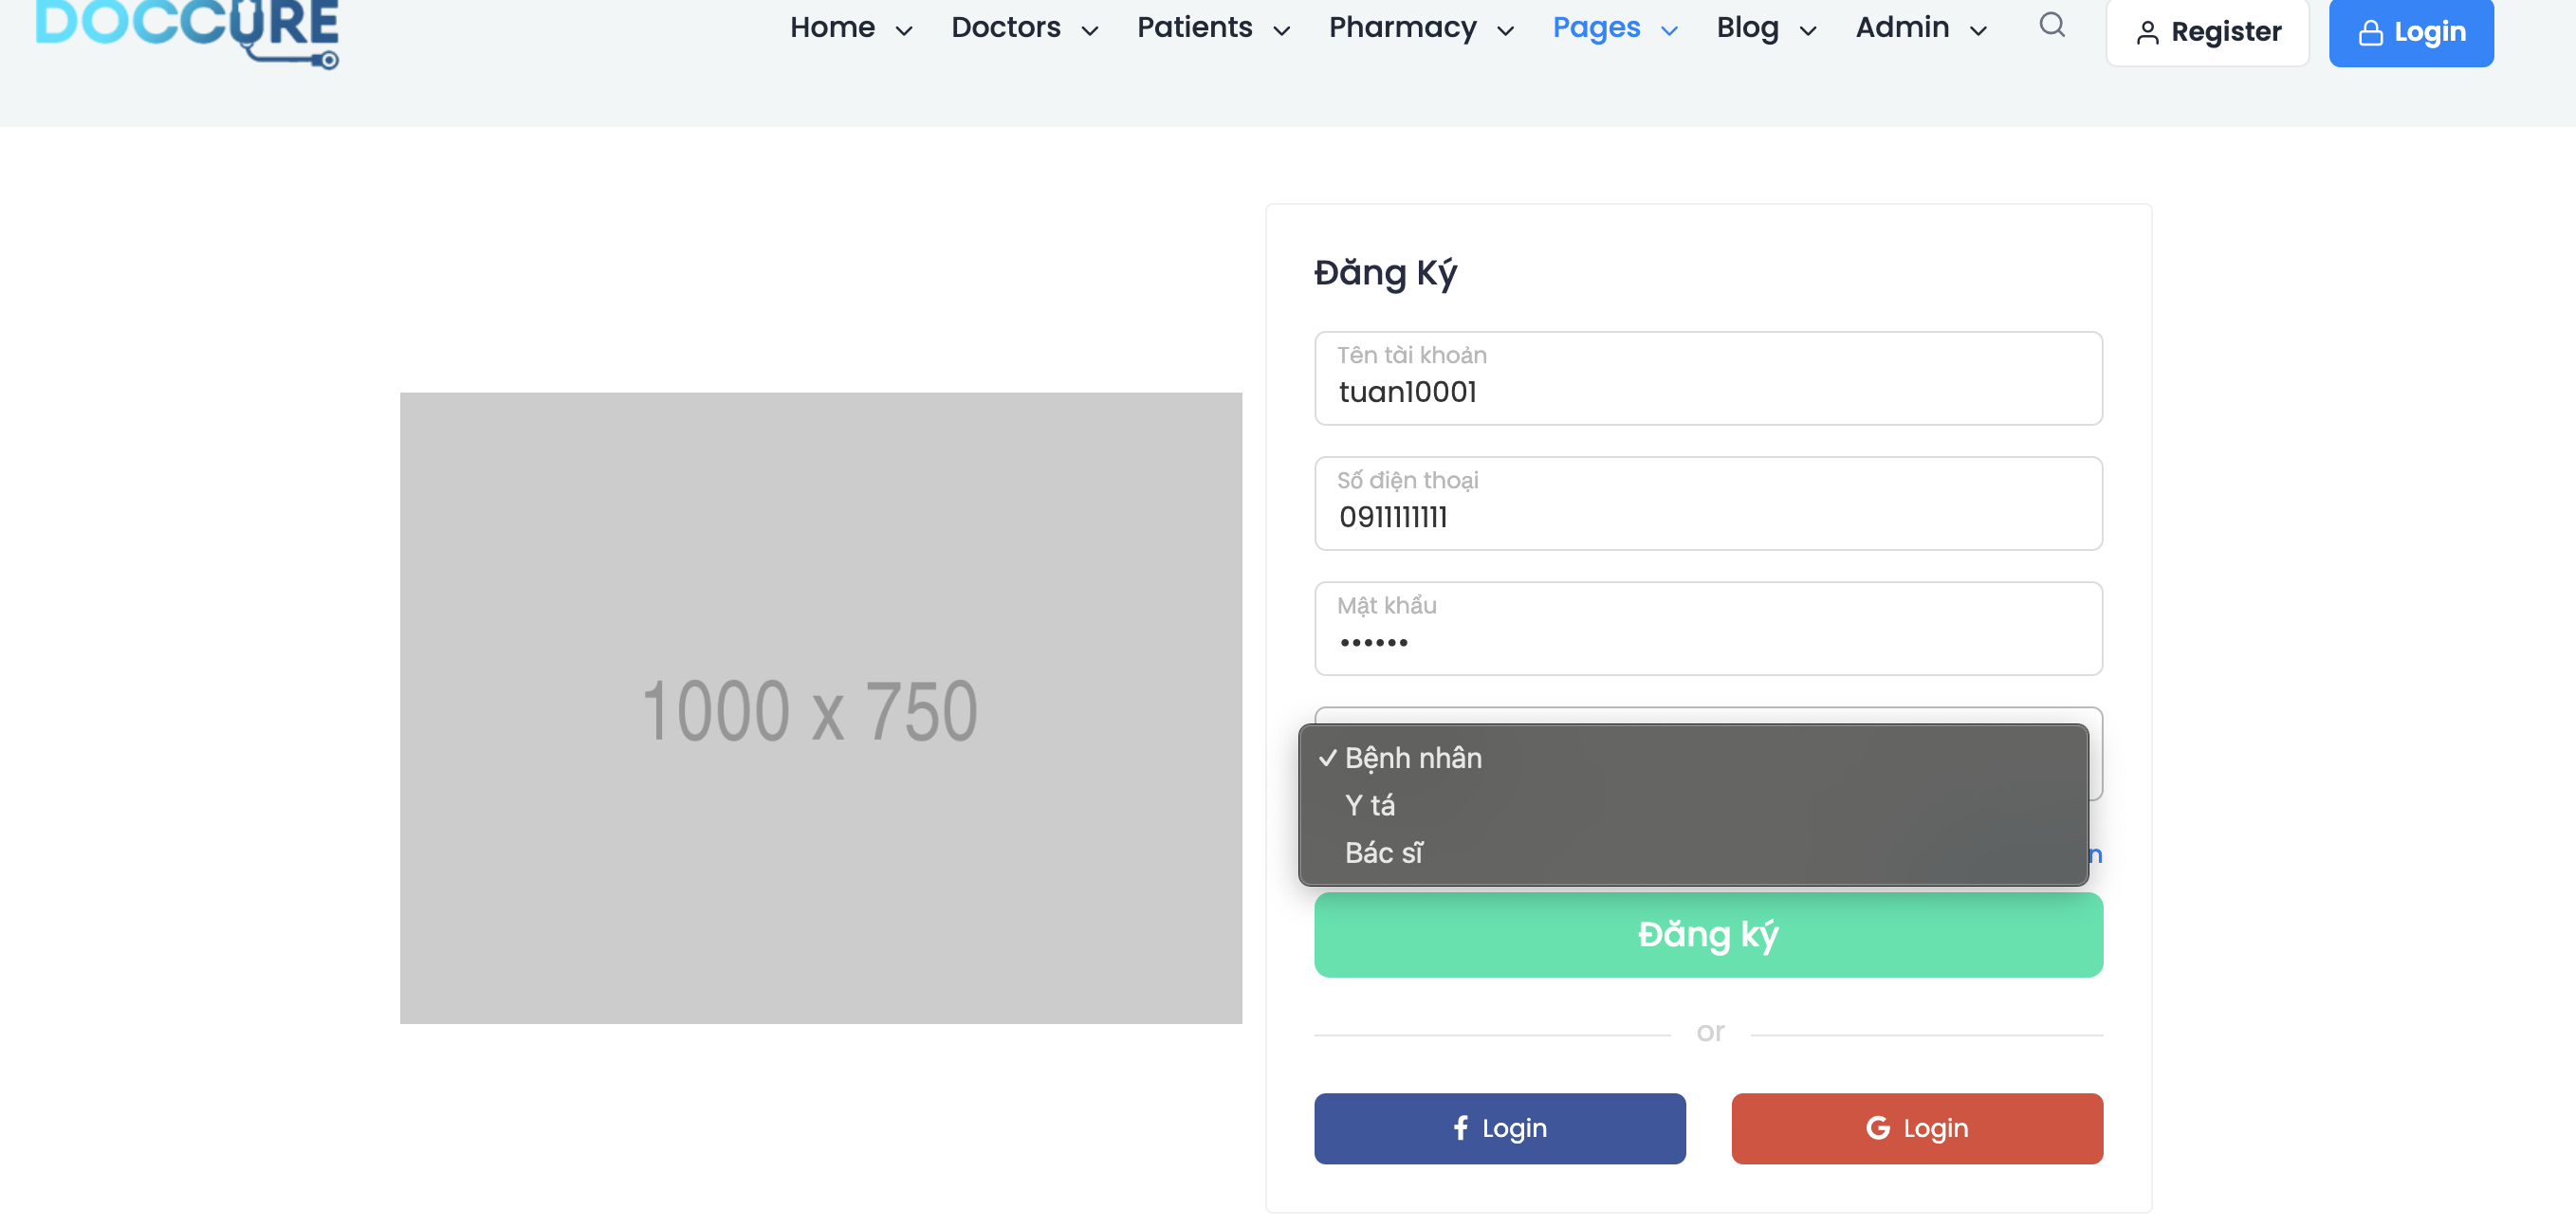 DOCCURE
Home Doctors Patients Pharmacy Pages Blog Admin Register Login
Đăng Ký
Tên tài khoản
tuan10001
Số điện thoại
0911111111
Mật khẩu
••••••
✓ Bệnh nhân
Y tá
Bác sĩ
n
Đăng ký
or
f Login
G Login
1000 x 750